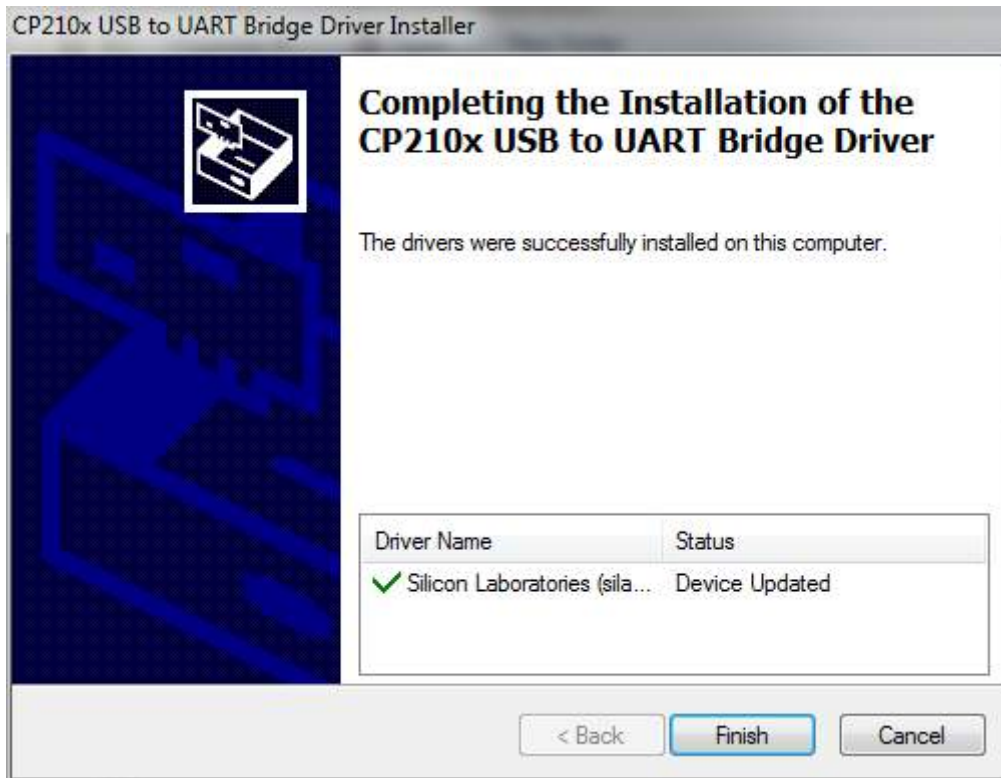 CP210x USB to UART Bridge Driver Installer
Completing the Installation of the
CP210x USB to UART Bridge Driver
The drivers were successfully installed on this computer.
Driver Name Status
Silicon Laboratories (sila... Device Updated
< Back Finish Cancel